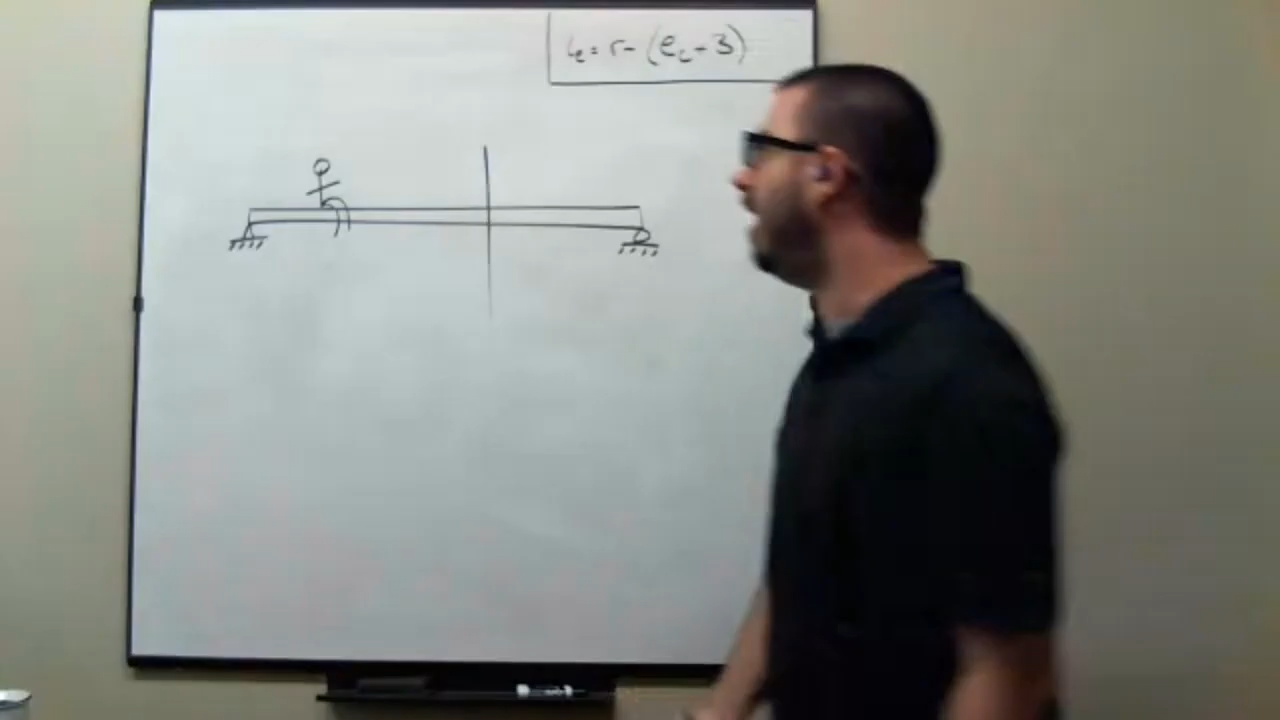 ie = r - (ec + 3)